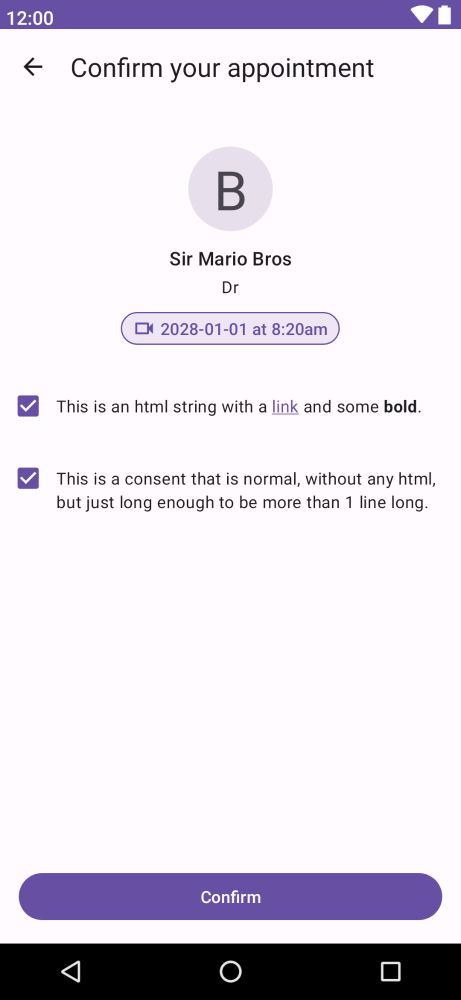 12:00
Confirm your appointment
B
Sir Mario Bros
Dr
2028-01-01 at 8:20am
This is an html string with a link and some bold.
This is a consent that is normal, without any html,
but just long enough to be more than 1 line long.
Confirm